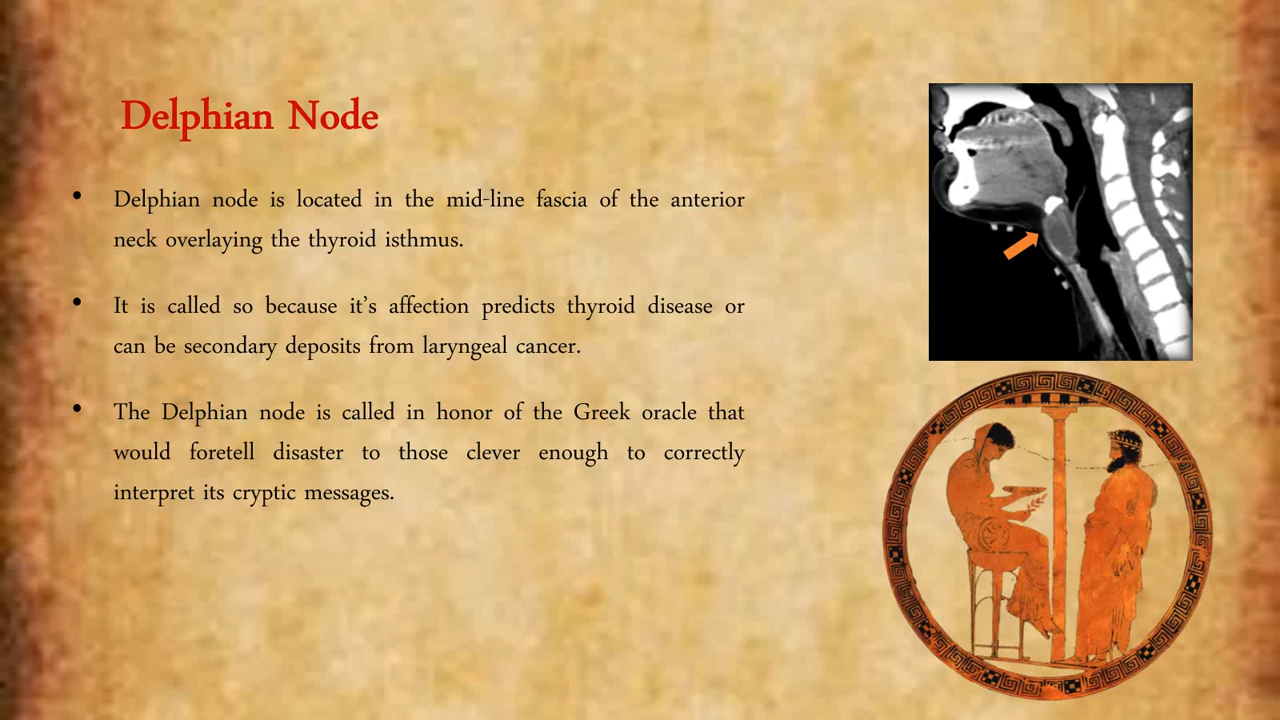 Delphian Node
• Delphian node is located in the mid-line fascia of the anterior
neck overlaying the thyroid isthmus.
• It is called so because it's affection predicts thyroid disease or
can be secondary deposits from laryngeal cancer.
• The Delphian node is called in honor of the Greek oracle that
would foretell disaster to those clever enough to correctly
interpret its cryptic messages.